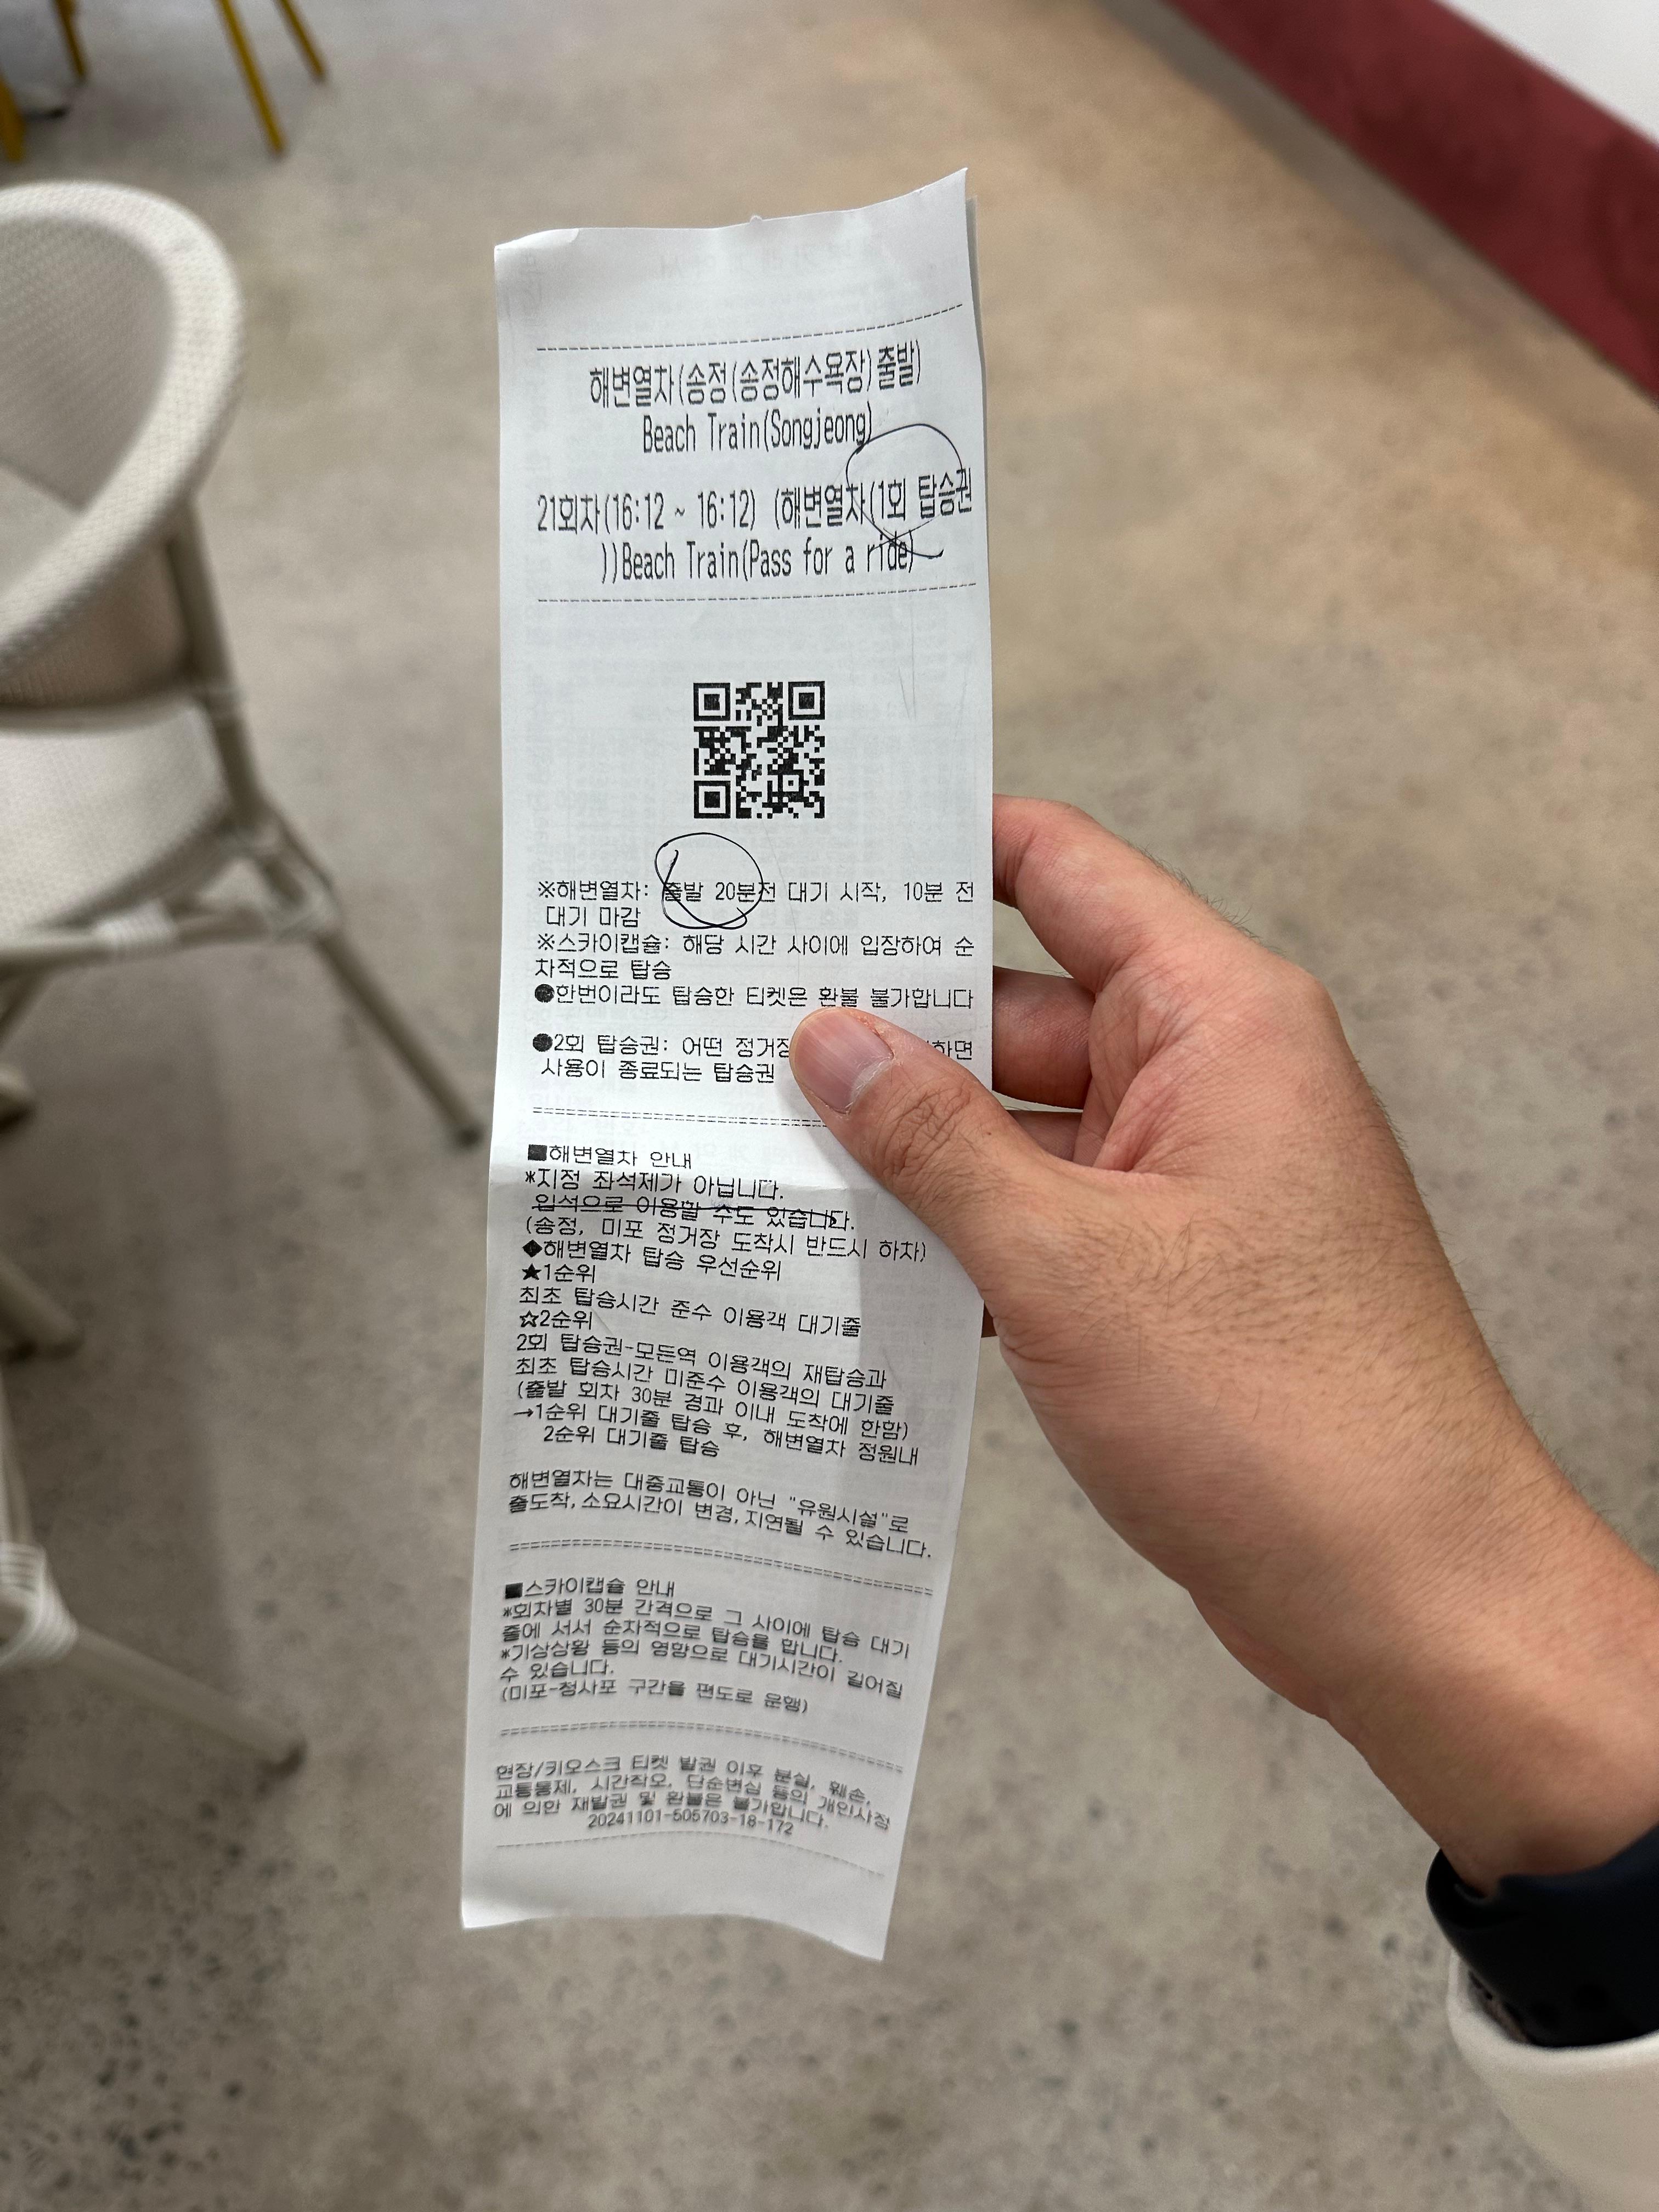 해변열차(송정(송정해수욕장)출발)
Beach Train(Songjeong)
21회차(16:12 ~ 16:12) (해변열차(1회 탑승권
))Beach Train(Pass for a ride)
※해변열차: 출발 20분전 대기 시작, 10분 전
대기 마감
※스카이캡슐: 해당 시간 사이에 입장하여 순
차적으로 탑승
●한번이라도 탑승한 티켓은 환불 불가합니다
●2회 탑승권: 어떤 정거장 하면
사용이 종료되는 탑승권
■해변열차 안내
*지정 좌석제가 아닙니다.
입석으로 이용할 수도 있습니다.
(송정, 미포 정거장 도착시 반드시 하차)
◆해변열차 탑승 우선순위
★1순위
최초 탑승시간 준수 이용객 대기줄
☆2순위
2회 탑승권-모든역 이용객의 재탑승과
최초 탑승시간 미준수 이용객의 대기줄
(출발 회차 30분 경과 이내 도착에 한함)
→1순위 대기줄 탑승 후, 해변열차 정원내
2순위 대기줄 탑승
해변열차는 대중교통이 아닌 "유원시설"로
출도착,소요시간이 변경,지연될 수 있습니다.
■스카이캡슐 안내
*회차별 30분 간격으로 그 사이에 탑승 대기
줄에 서서 순차적으로 탑승을 합니다.
*기상상황 등의 영향으로 대기시간이 길어질
수 있습니다.
(미포-청사포 구간을 편도로 운행)
현장/키오스크 티켓 발권 이후 분실, 훼손,
교통통제, 시간착오, 단순변심 등의 개인사정
에 의한 재발권 및 환불은 불가합니다.
20241101-505703-18-172